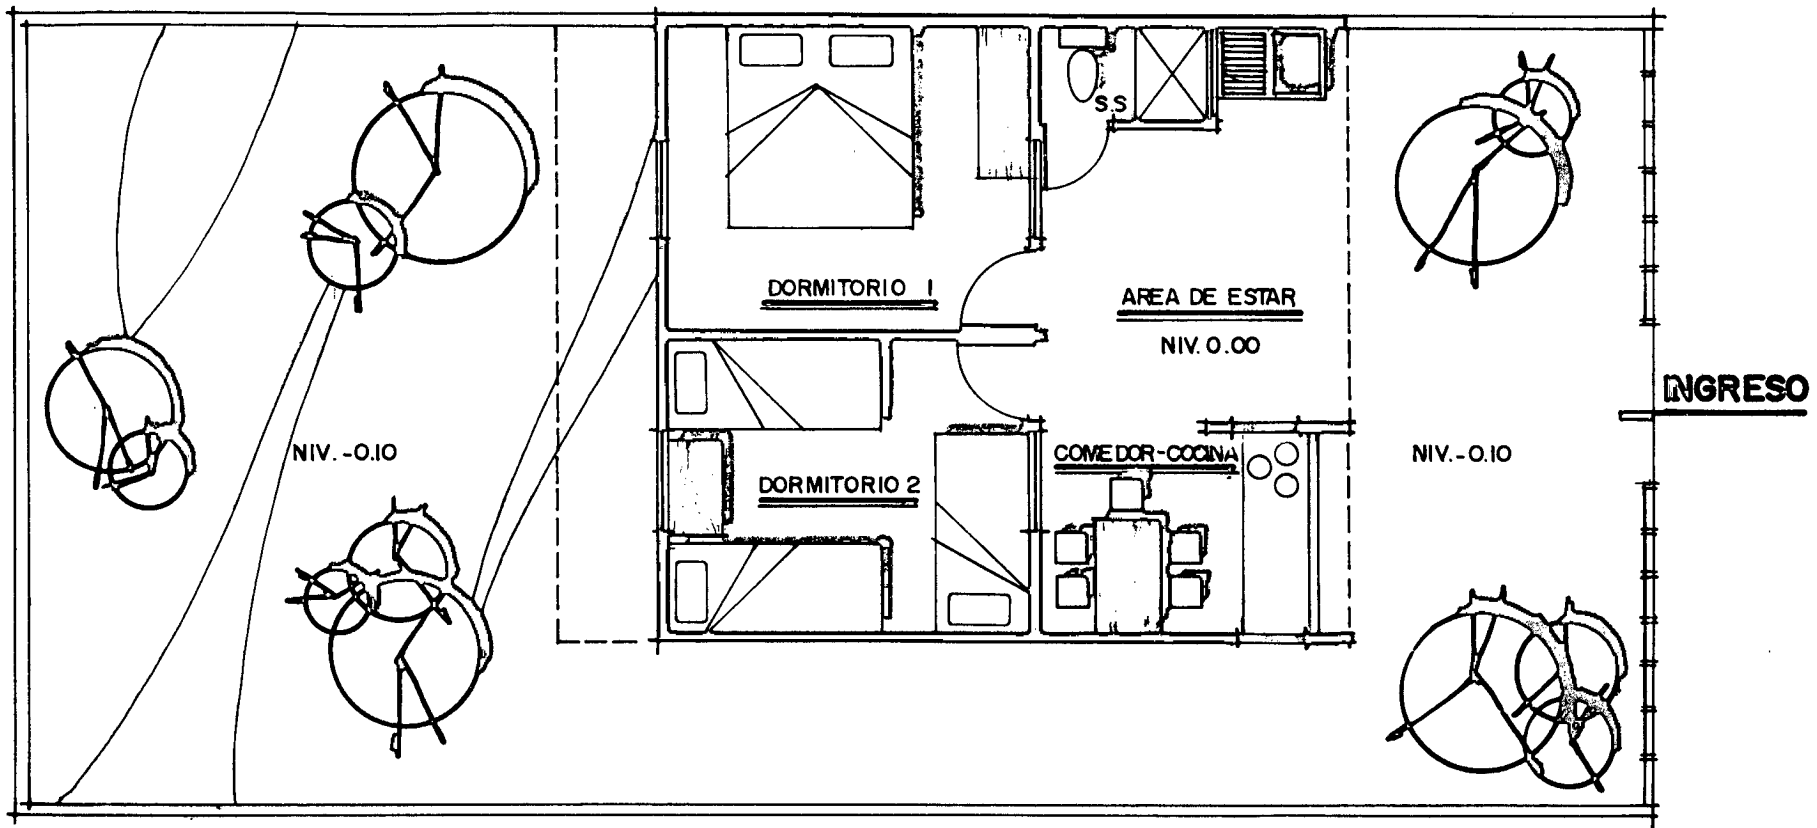 S.S
DORMITORIO 1
AREA DE ESTAR
NIV. 0.00
INGRESO
NIV.-0.10
COMEDOR-COCINA
NIV.-0.10
DORMITORIO 2